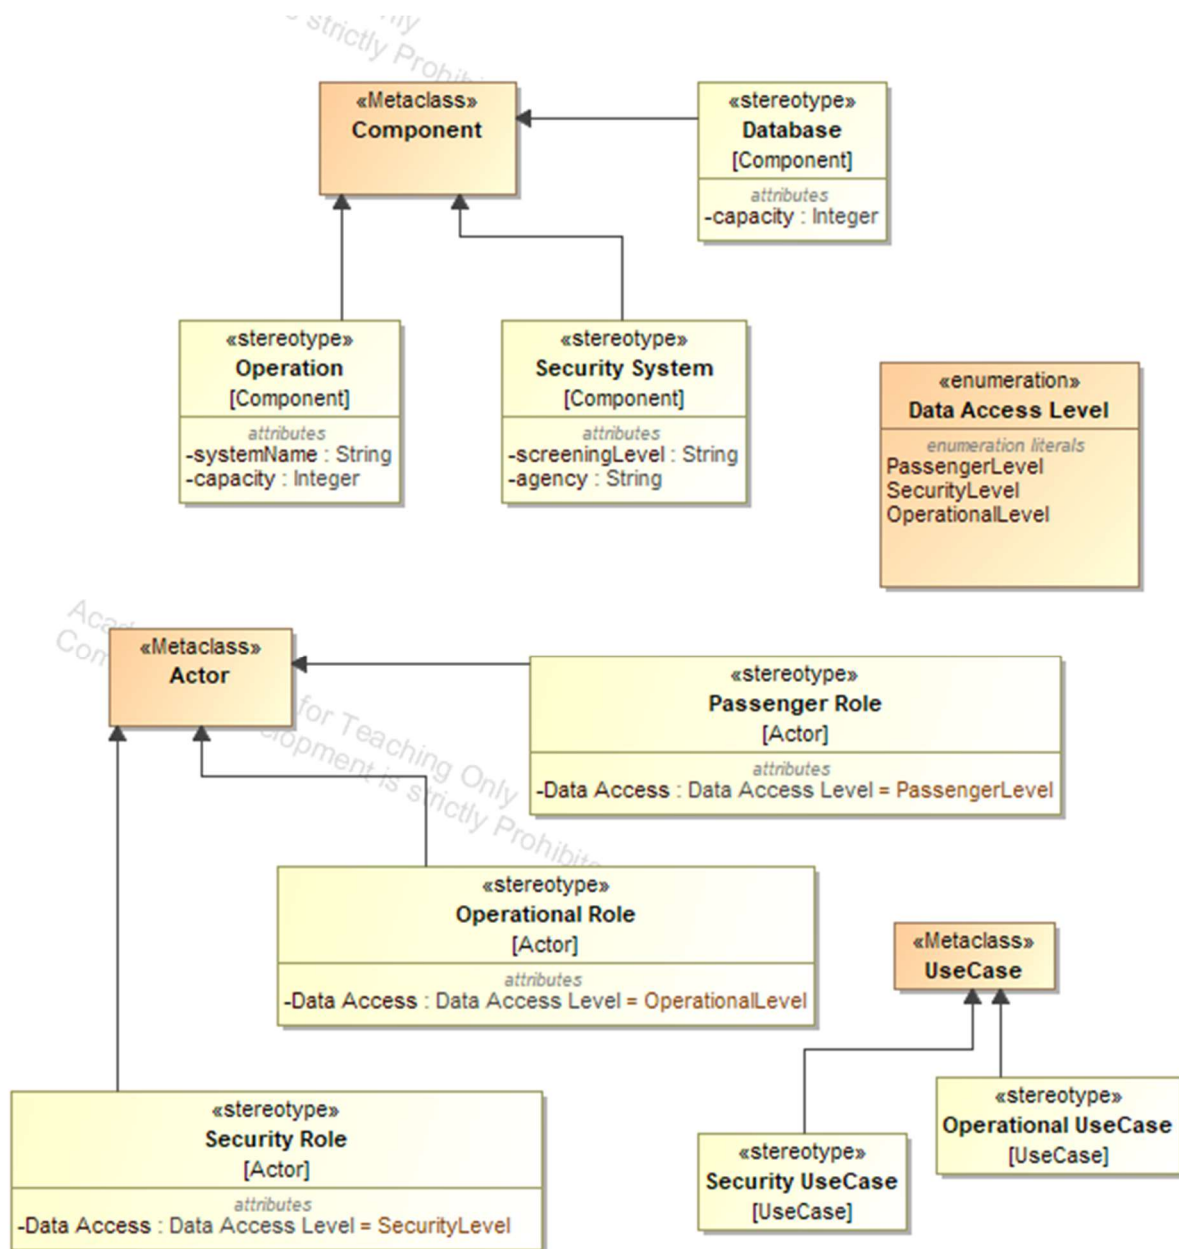 «Metaclass»
Component
«stereotype»
Database
[Component]
attributes
-capacity : Integer
«stereotype»
Operation
[Component]
attributes
-systemName : String
-capacity : Integer
«stereotype»
Security System
[Component]
attributes
-screeningLevel : String
-agency : String
«enumeration»
Data Access Level
enumeration literals
PassengerLevel
SecurityLevel
OperationalLevel
«Metaclass»
Actor
«stereotype»
Passenger Role
[Actor]
attributes
-Data Access : Data Access Level = PassengerLevel
for Teaching Only
is strictly
«stereotype»
Operational Role
[Actor]
attributes
-Data Access : Data Access Level = OperationalLevel
«Metaclass»
UseCase
«stereotype»
Operational UseCase
[UseCase]
«stereotype»
Security UseCase
[UseCase]
«stereotype»
Security Role
[Actor]
attributes
-Data Access : Data Access Level = SecurityLevel